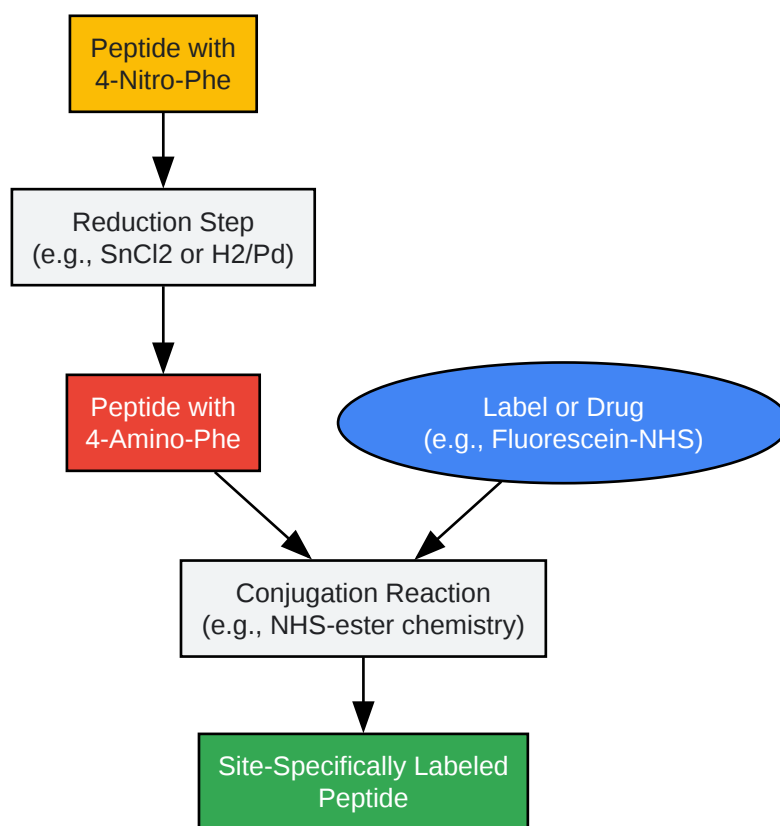 Peptide with
4-Nitro-Phe
Reduction Step
(e.g., SnCl2 or H2/Pd)
Peptide with
4-Amino-Phe
Label or Drug
(e.g., Fluorescein-NHS)
Conjugation Reaction
(e.g., NHS-ester chemistry)
Site-Specifically Labeled
Peptide